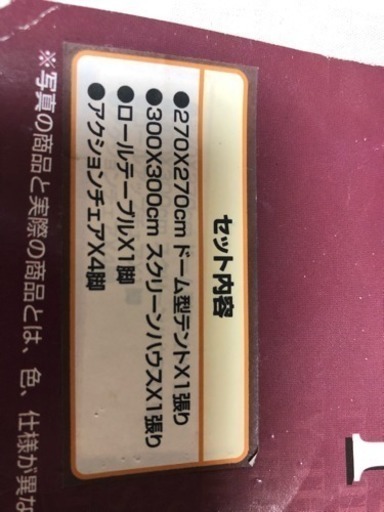 セット内容
●270X270cm ドーム型テントX1張り
●300X300cm スクリーンハウスX1張り
●ロールテーブルX1脚
●アクションチェアX4脚
※写真の商品と実際の商品とは、色、仕様が異な